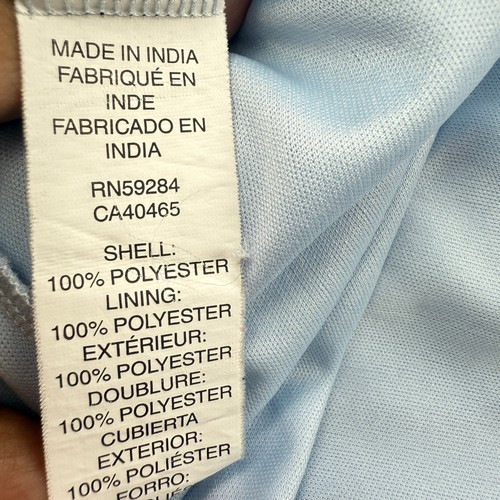 MADE IN INDIA
FABRIQUÉ EN
INDE
FABRICADO EN
INDIA
RN59284
CA40465
SHELL:
100% POLYESTER
LINING:
100% POLYESTER
EXTÉRIEUR:
100% POLYESTER
DOUBLURE:
100% POLYESTER
CUBIERTA
EXTERIOR:
100% POLIÉSTER
FORRO: